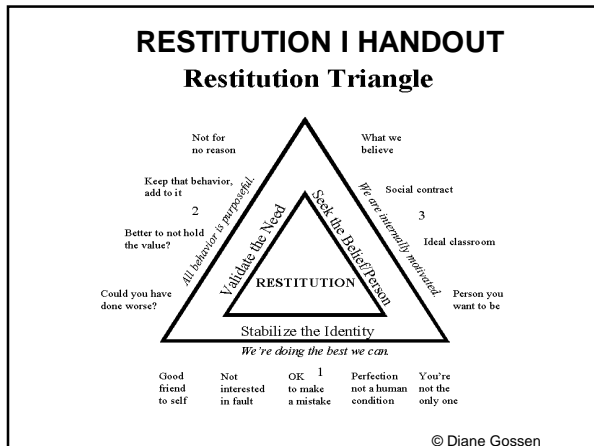 RESTITUTION I HANDOUT
Restitution Triangle
Not for
no reason
What we
believe
Keep that behavior,
add to it
Social contract
2
3
Better to not hold
the value?
Ideal classroom
Could you have
done worse?
Person you
want to be
All behavior is purposeful.
Validate the Need
Seek the Belief/Person
We are internally motivated.
RESTITUTION
Stabilize the Identity
We're doing the best we can.
1
Good
friend
to self
Not
interested
in fault
OK
to make
a mistake
Perfection
not a human
condition
You're
not the
only one
© Diane Gossen